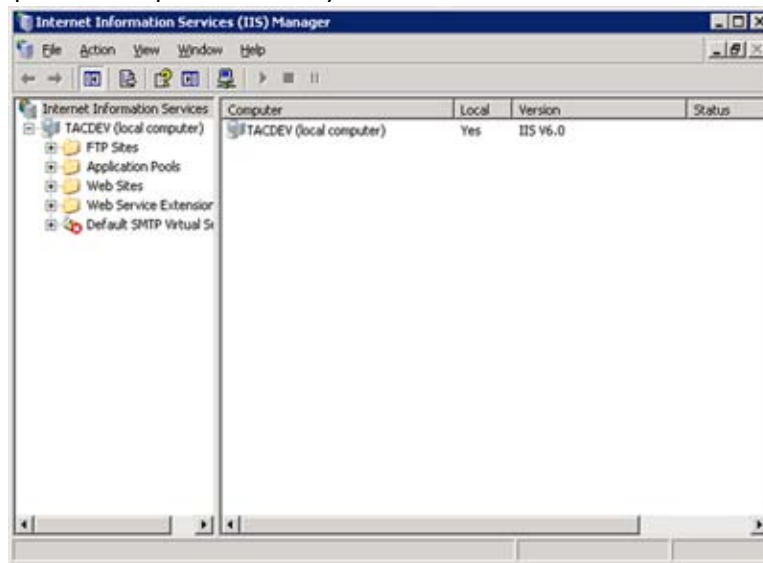 Internet Information Services (IIS) Manager
File Action View Window Help
Internet Information Services
Computer Local Version Status
TACDEV (local computer)
TACDEV (local computer) Yes IIS V6.0
FTP Sites
Application Pools
Web Sites
Web Service Extension
Default SMTP Virtual Se